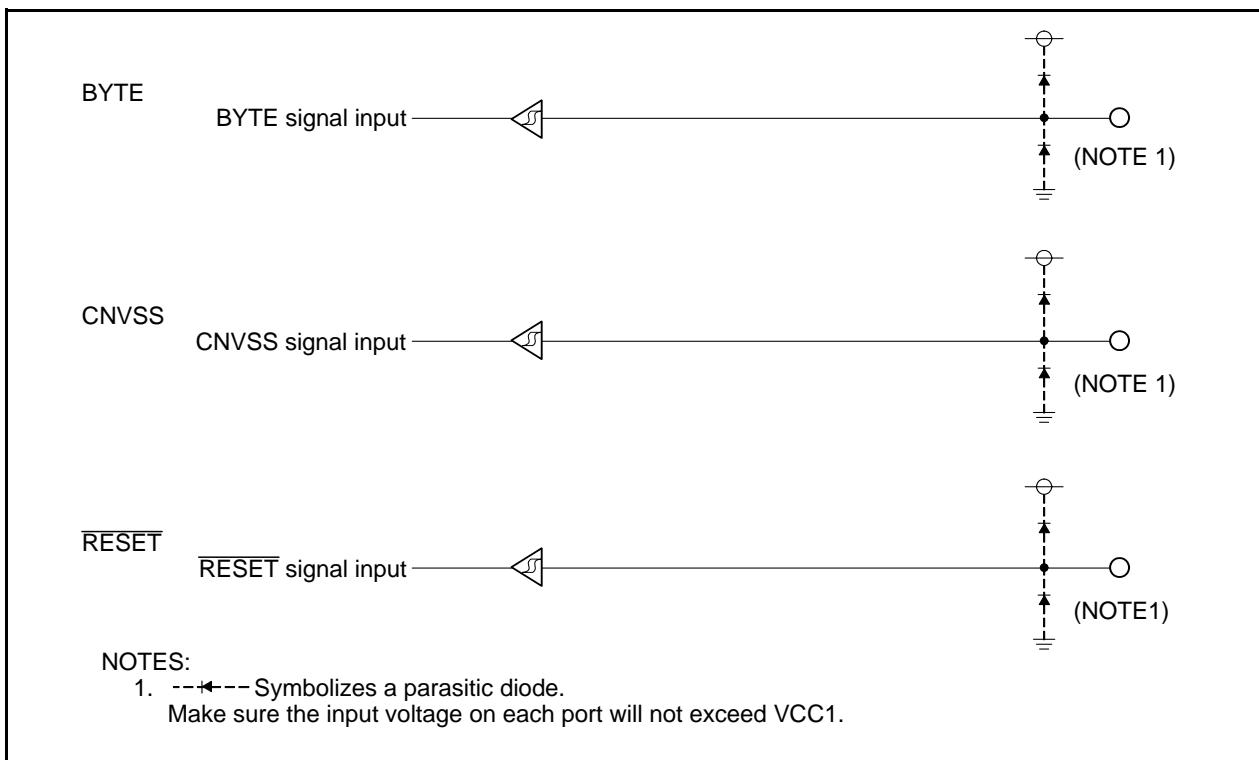 BYTE
BYTE signal input
(NOTE 1)
CNVSS
CNVSS signal input
(NOTE 1)
RESET
RESET signal input
(NOTE1)
NOTES:
1. Symbolizes a parasitic diode.
Make sure the input voltage on each port will not exceed VCC1.